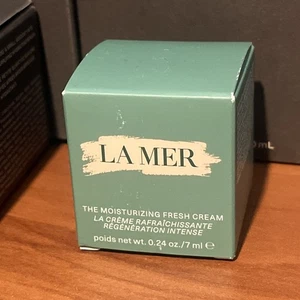 LA MER
THE MOISTURIZING FRESH CREAM
LA CRÈME RAFRAÎCHISSANTE
RÉGÉNÉRATION INTENSE
poids net wt. 0.24 oz./7 ml ℮
mL